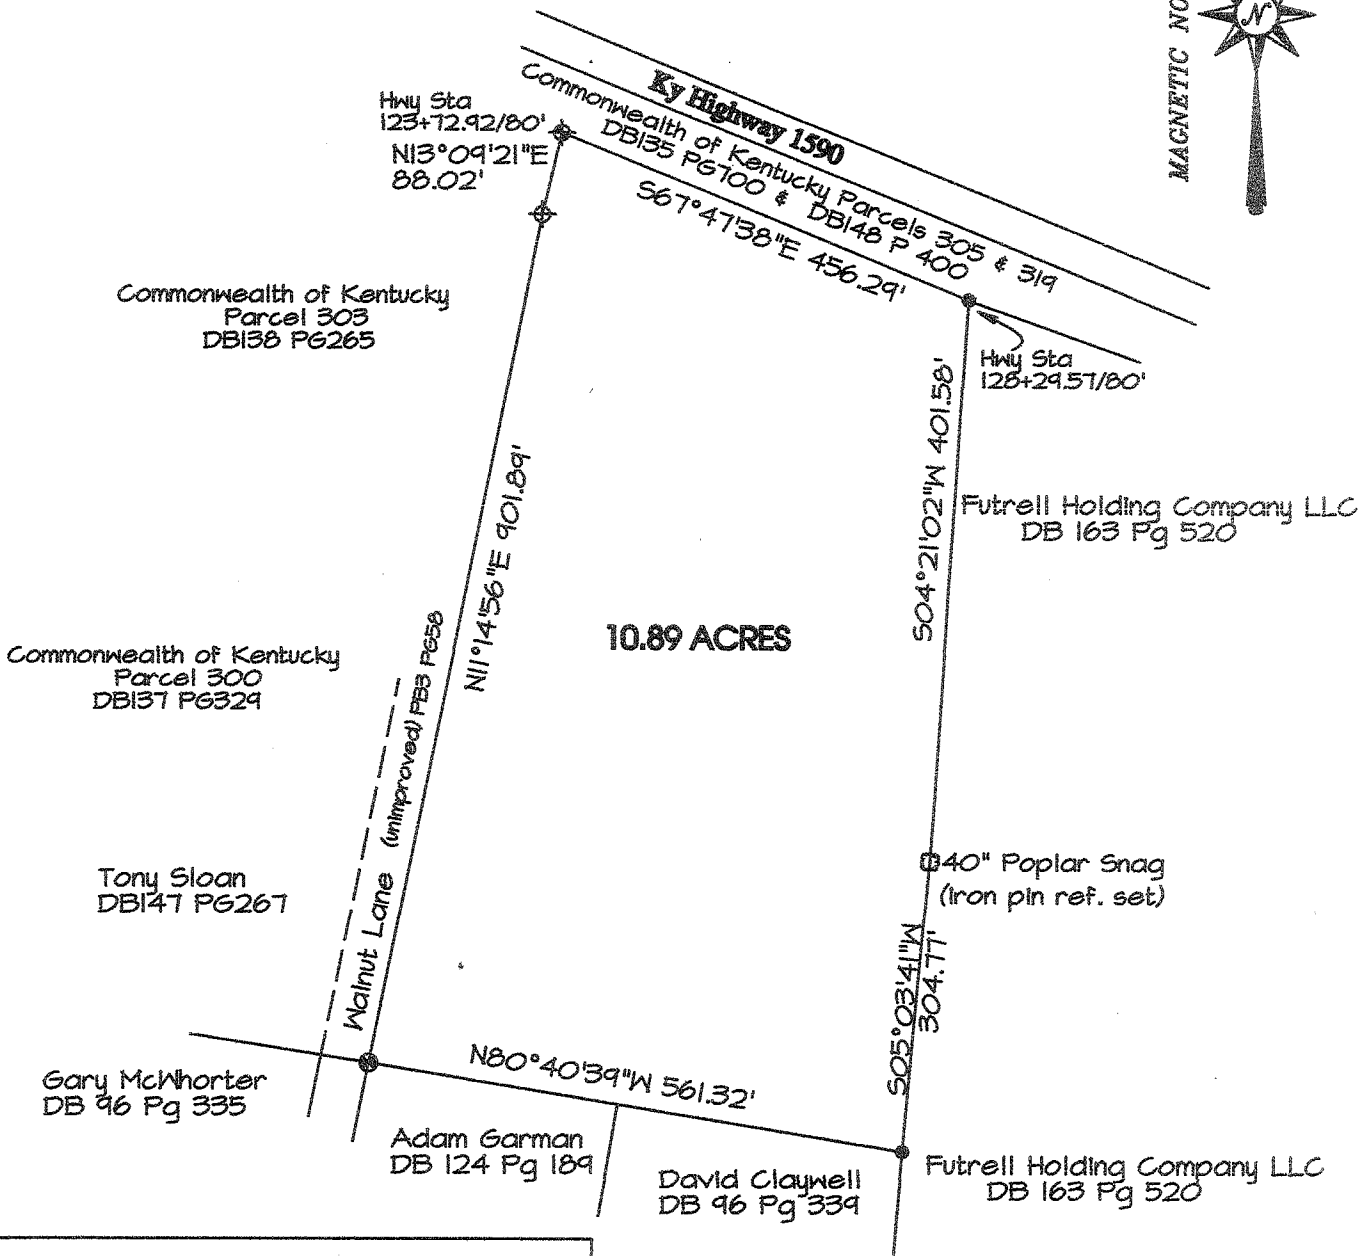 MAGNETIC NO
N
Ky Highway 1590
Commonwealth of Kentucky Parcels 305 & 319
DB135 PG700 & DB148 P 400
S67°47'38"E 456.29'
Hwy Sta
123+72.92/80'
N13°09'21"E
88.02'
Commonwealth of Kentucky
Parcel 303
DB138 PG265
Hwy Sta
128+29.57/80'
S04°21'02"W 401.58'
Futrell Holding Company LLC
DB 163 Pg 520
N11°14'56"E 901.89'
10.89 ACRES
Commonwealth of Kentucky
Parcel 300
DB137 PG329
Walnut Lane (unimproved) PB3 PG58
Tony Sloan
DB147 PG267
40" Poplar Snag
(iron pin ref. set)
S05°03'41"W
304.77'
N80°40'39"W 561.32'
Gary McWhorter
DB 96 Pg 335
Adam Garman
DB 124 Pg 189
David Claywell
DB 96 Pg 339
Futrell Holding Company LLC
DB 163 Pg 520